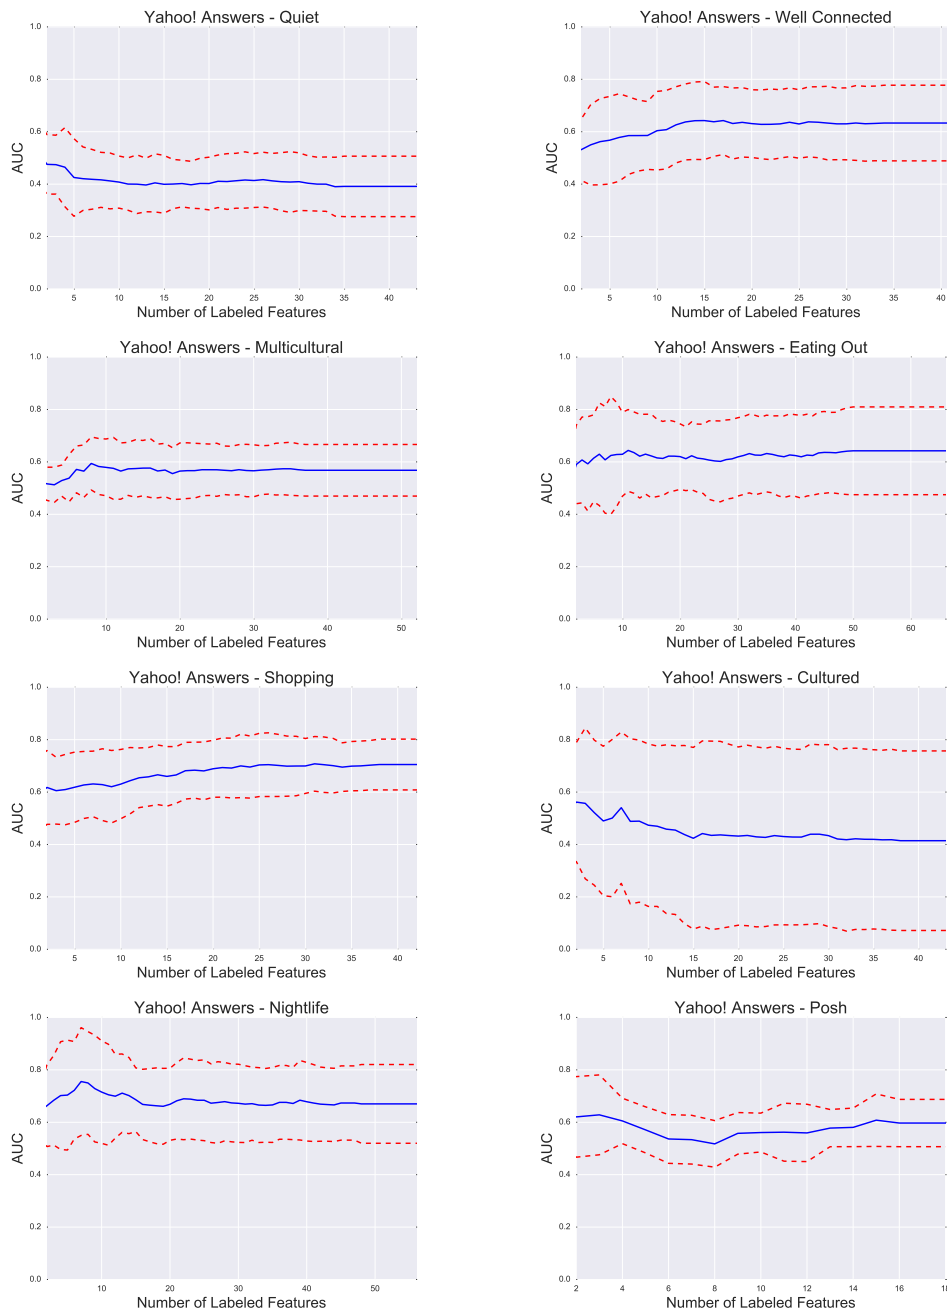 Yahoo! Answers - Quiet
1.0
0.8
0.6
0.4
0.2
0.0
AUC
5 10 15 20 25 30 35 40
Number of Labeled Features
Yahoo! Answers - Well Connected
1.0
0.8
0.6
0.4
0.2
0.0
AUC
5 10 15 20 25 30 35 40
Number of Labeled Features
Yahoo! Answers - Multicultural
1.0
0.8
0.6
0.4
0.2
0.0
AUC
10 20 30 40 50
Number of Labeled Features
Yahoo! Answers - Eating Out
1.0
0.8
0.6
0.4
0.2
0.0
AUC
10 20 30 40 50 60
Number of Labeled Features
Yahoo! Answers - Shopping
1.0
0.8
0.6
0.4
0.2
0.0
AUC
5 10 15 20 25 30 35 40
Number of Labeled Features
Yahoo! Answers - Cultured
1.0
0.8
0.6
0.4
0.2
0.0
AUC
5 10 15 20 25 30 35 40
Number of Labeled Features
Yahoo! Answers - Nightlife
1.0
0.8
0.6
0.4
0.2
0.0
AUC
10 20 30 40 50
Number of Labeled Features
Yahoo! Answers - Posh
1.0
0.8
0.6
0.4
0.2
0.0
AUC
2 4 6 8 10 12 14 16
Number of Labeled Features